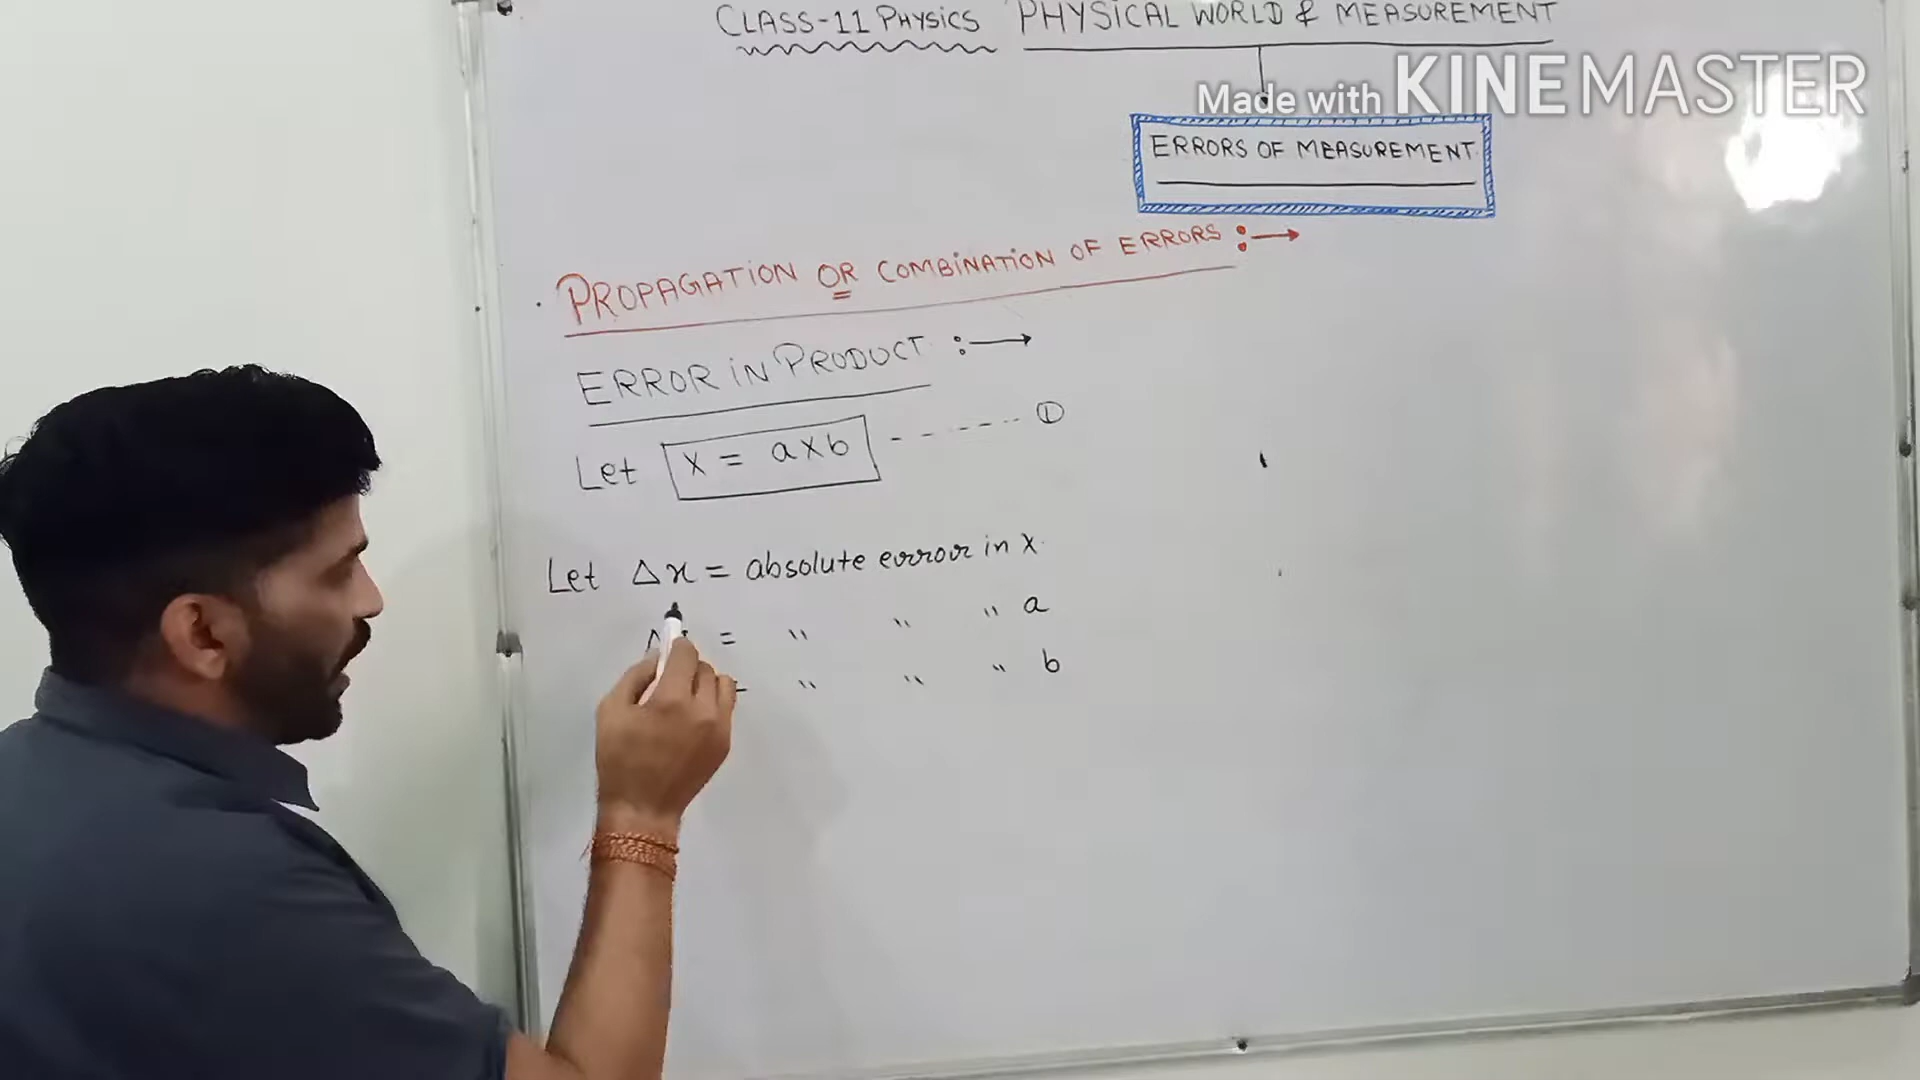 CLASS-11 PHYSICS PHYSICAL WORLD & MEASUREMENT
Made with KINEMASTER
ERRORS OF MEASUREMENT
. PROPAGATION OR COMBINATION OF ERRORS :→
ERROR IN PRODUCT :→
Let x = a×b ------- ①
Let Δx = absolute error in x.
Δ = " " " a
= " " " b